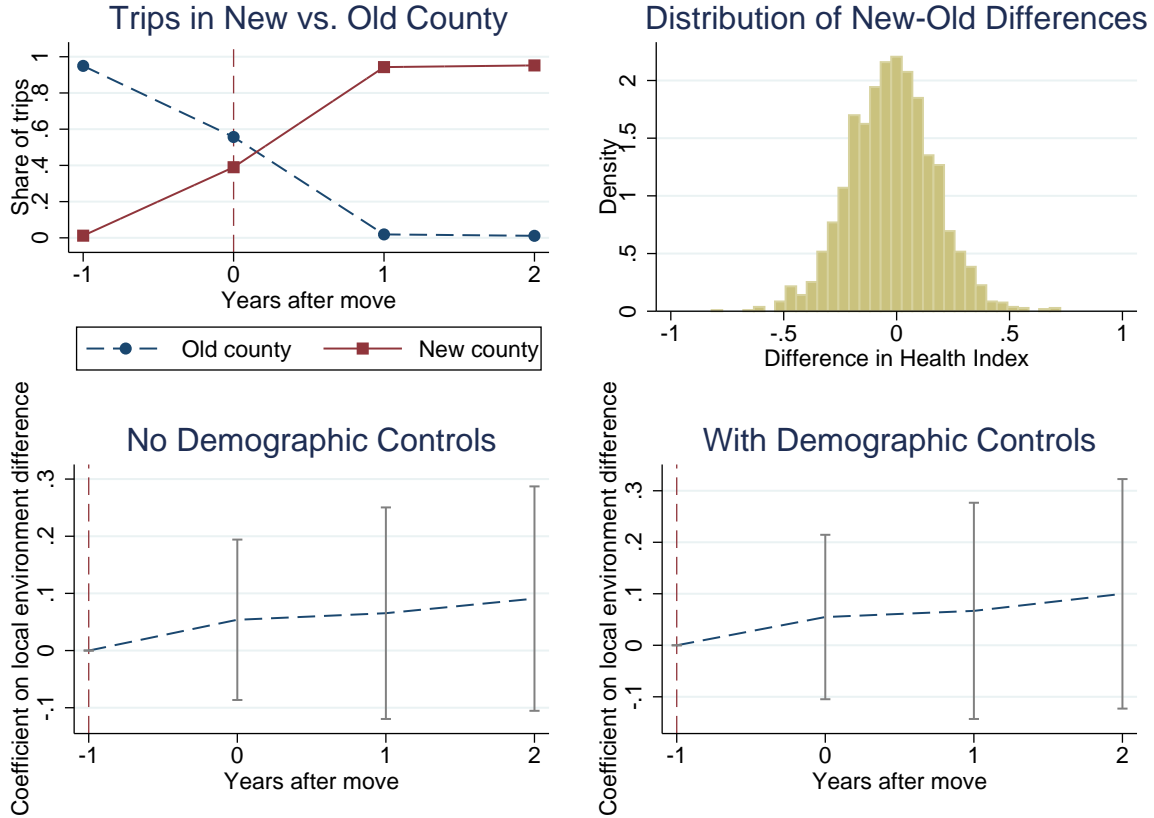 Trips in New vs. Old County
Share of trips
1
.8
.6
.4
.2
0
-1 0 1 2
Years after move
Old county New county
Distribution of New-Old Differences
Density
2
1.5
1
.5
0
-1 -.5 0 .5 1
Difference in Health Index
No Demographic Controls
Coefficient on local environment difference
.3
.2
.1
0
-.1
-1 0 1 2
Years after move
With Demographic Controls
Coefficient on local environment difference
.3
.2
.1
0
-.1
-1 0 1 2
Years after move